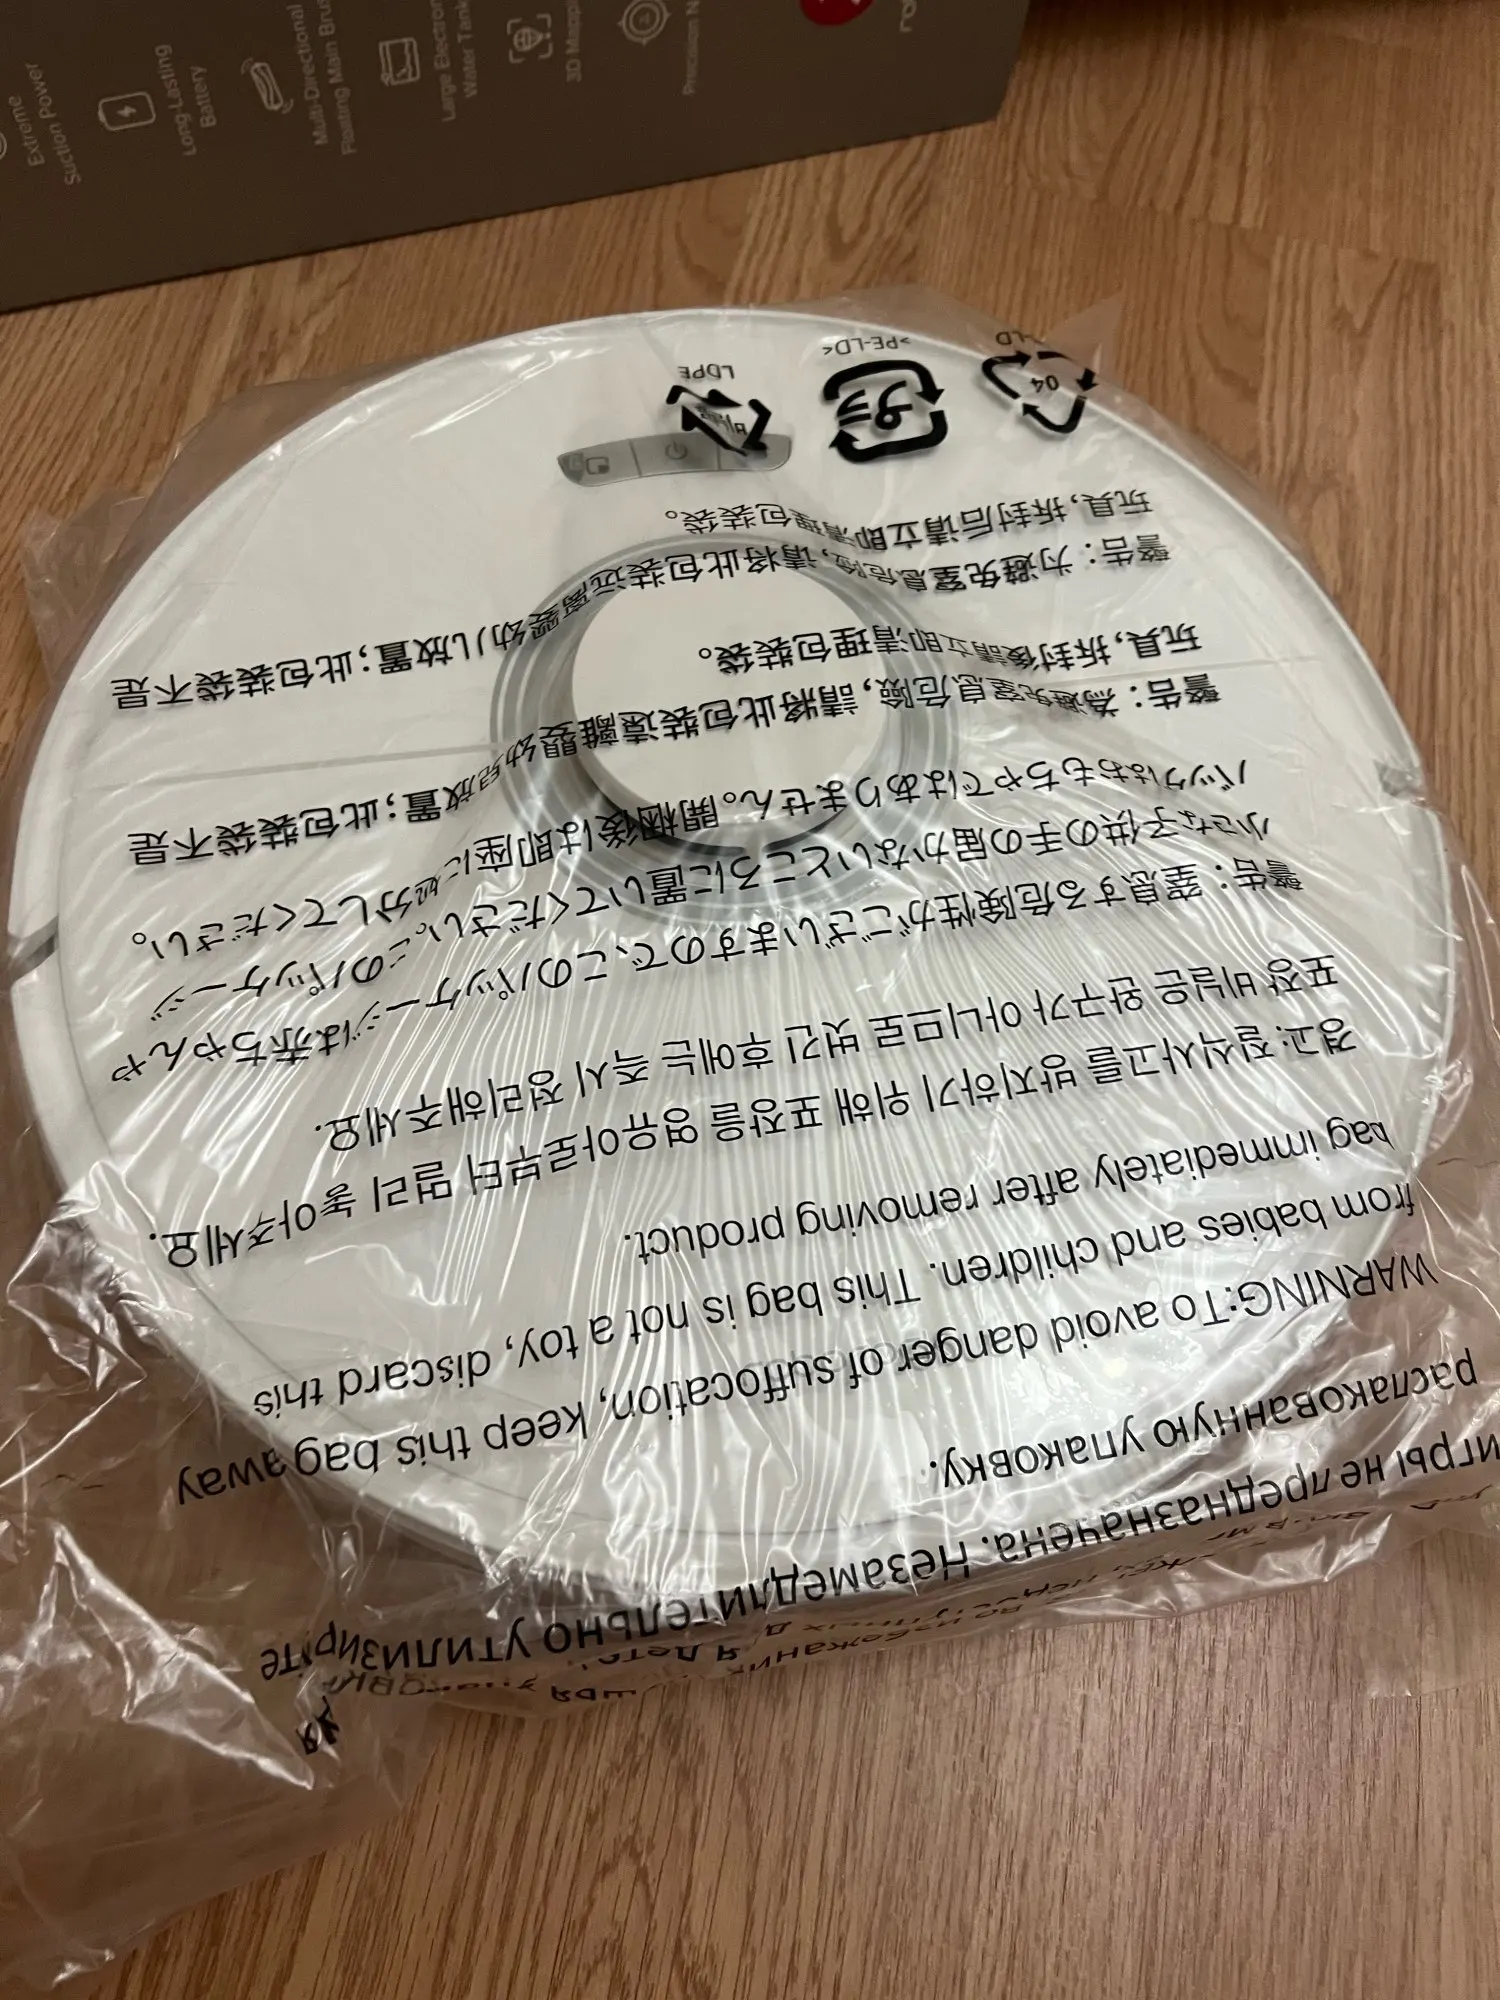 Extreme
Suction Power
Long-Lasting
Battery
Multi-Directional
Floating Main
Large
Water
3D
Precision
распакованную упаковку.
игры не предназначена. Незамедлительно утилизируйте
WARNING:To avoid danger of suffocation, keep this bag away
from babies and children. This bag is not a toy, discard this
bag immediately after removing product.
경고: 질식사고를 방지하기 위해 포장을 영유아로부터 멀리 놓아주세요.
포장 비닐은 완구가 아니므로 벗긴 후에는 즉시 정리해주세요.
警告：窒息する危険性がございますので、このパッケージは赤ちゃんや
小さな子供の手の届かないところに置いてください。このパッケージ
パッケはおもちゃではありません。開梱後は即座に処分してください。
警告：為避免窒息危險,請將此包裝遠離嬰幼兒放置;此包裝袋不是
玩具,拆封後請立即清理包裝袋。
警告：为避免窒息危险,请将此包装远离婴幼儿放置;此包装袋不是
玩具,拆封后请立即清理包装袋。
04
プラ
>PE-LD<
LDPE